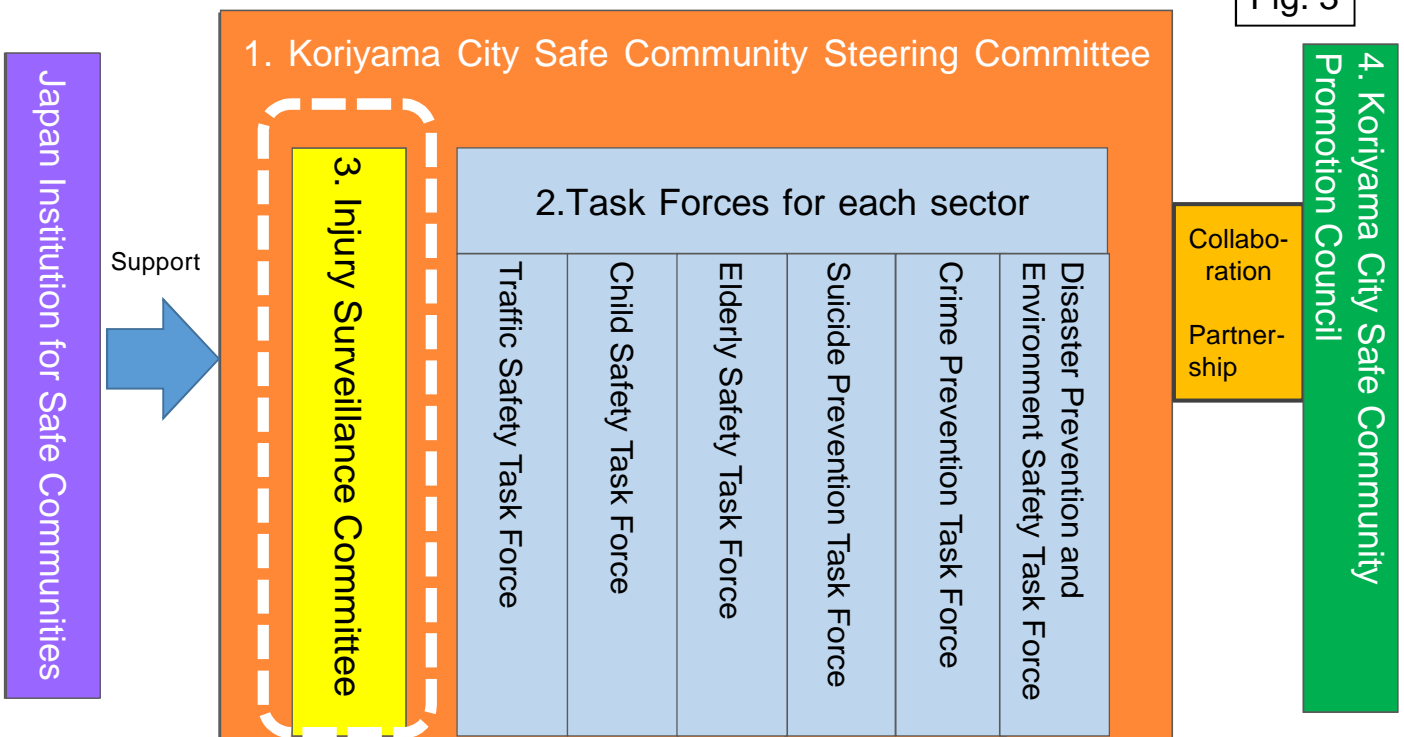 Fig. 3
1. Koriyama City Safe Community Steering Committee
Japan Institution for Safe Communities
Support
3. Injury Surveillance Committee
2.Task Forces for each sector
Traffic Safety Task Force
Child Safety Task Force
Elderly Safety Task Force
Suicide Prevention Task Force
Crime Prevention Task Force
Disaster Prevention and
Environment Safety Task Force
Collabo-
ration
Partner-
ship
4. Koriyama City Safe Community
Promotion Council